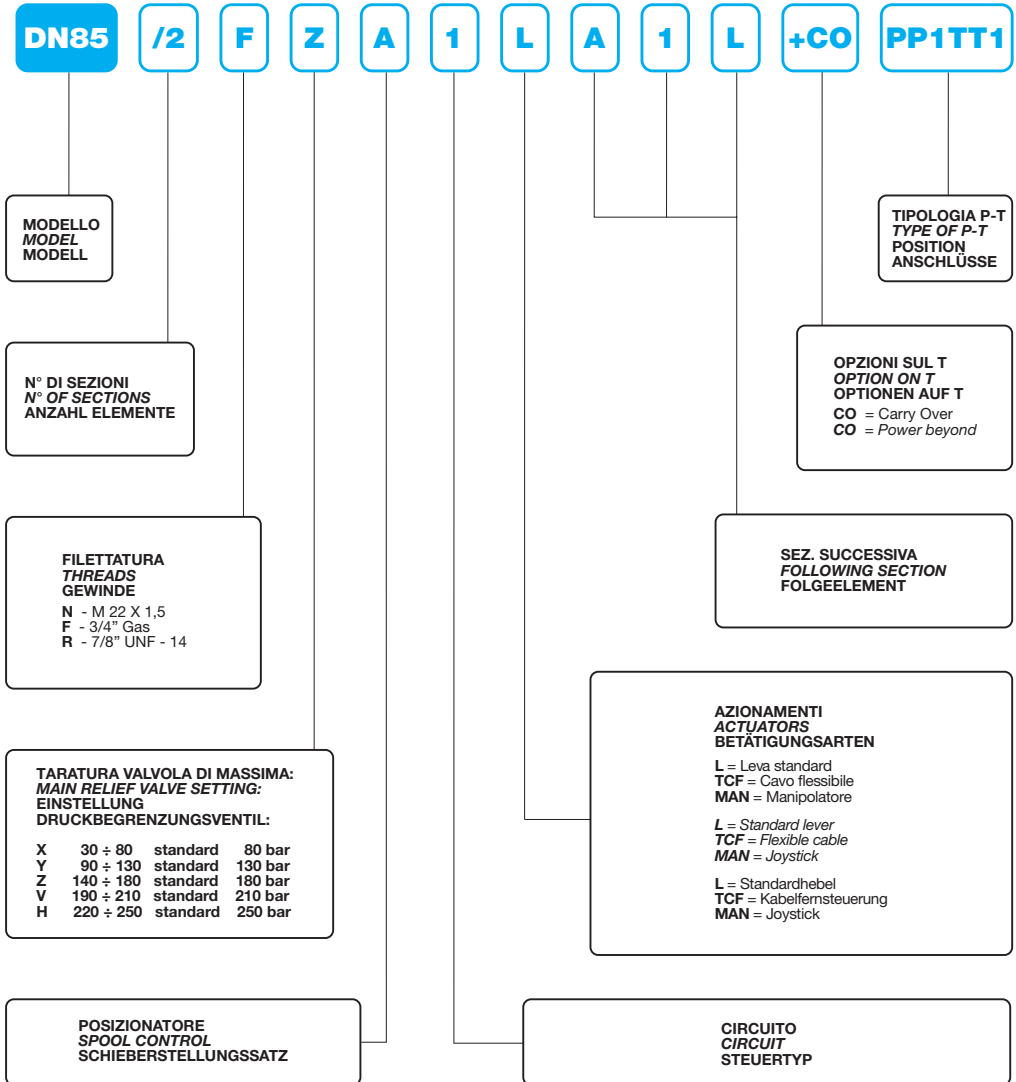 DN85 /2 F Z A 1 L A 1 L +CO PP1TT1
MODELLO
MODEL
MODELL
TIPOLOGIA P-T
TYPE OF P-T
POSITION
ANSCHLÜSSE
N° DI SEZIONI
N° OF SECTIONS
ANZAHL ELEMENTE
OPZIONI SUL T
OPTION ON T
OPTIONEN AUF T
CO = Carry Over
CO = Power beyond
FILETTATURA
THREADS
GEWINDE
N - M 22 X 1,5
F - 3/4” Gas
R - 7/8” UNF - 14
SEZ. SUCCESSIVA
FOLLOWING SECTION
FOLGEELEMENT
AZIONAMENTI
ACTUATORS
BETÄTIGUNGSARTEN
L = Leva standard
TCF = Cavo flessibile
MAN = Manipolatore
L = Standard lever
TCF = Flexible cable
MAN = Joystick
L = Standardhebel
TCF = Kabelfernsteuerung
MAN = Joystick
TARATURA VALVOLA DI MASSIMA:
MAIN RELIEF VALVE SETTING:
EINSTELLUNG
DRUCKBEGRENZUNGSVENTIL:
X 30 ÷ 80 standard 80 bar
Y 90 ÷ 130 standard 130 bar
Z 140 ÷ 180 standard 180 bar
V 190 ÷ 210 standard 210 bar
H 220 ÷ 250 standard 250 bar
POSIZIONATORE
SPOOL CONTROL
SCHIEBERSTELLUNGSSATZ
CIRCUITO
CIRCUIT
STEUERTYP